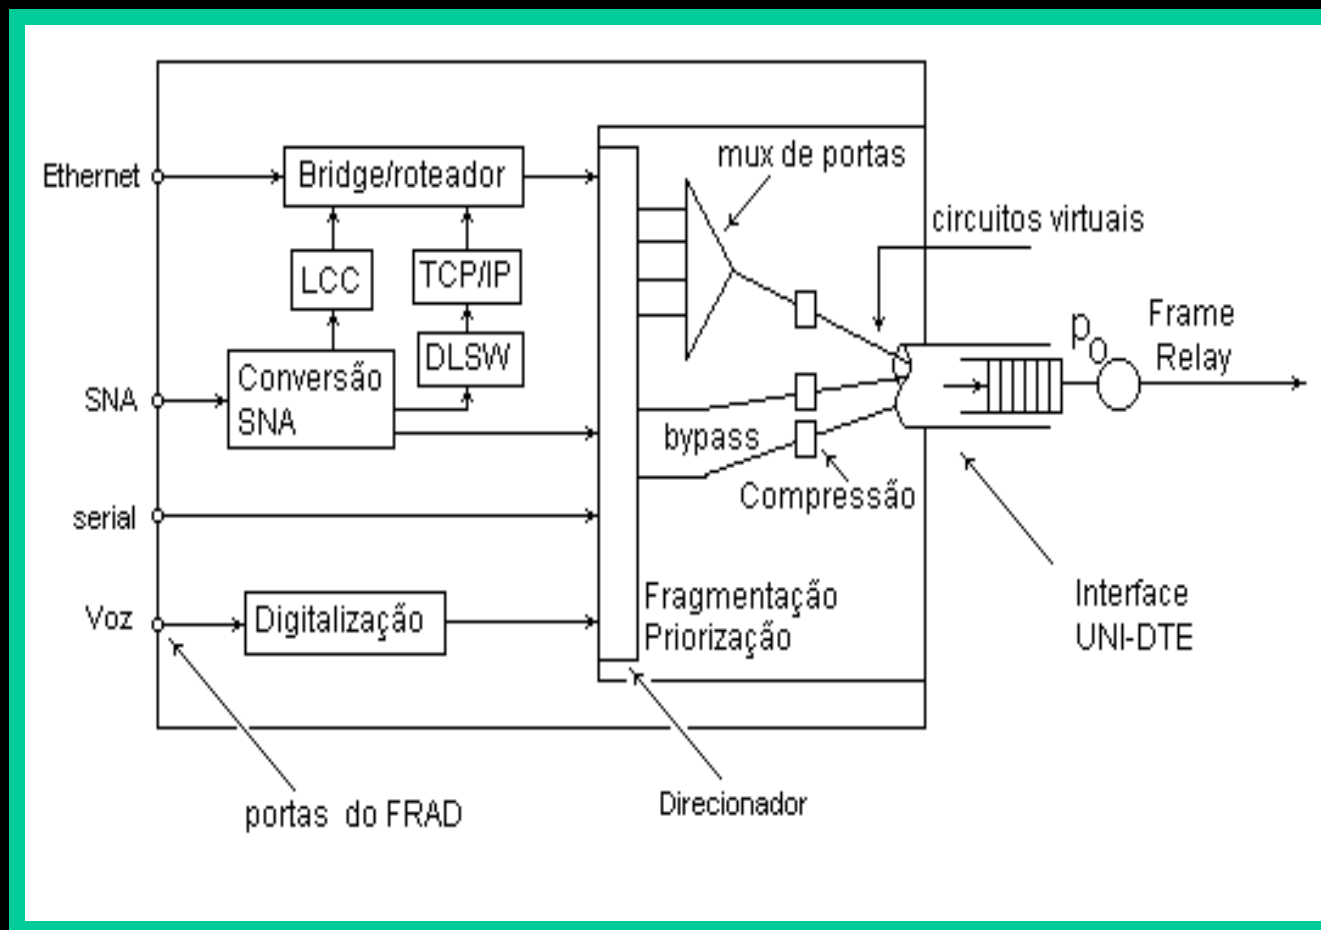 mux de portas
Ethernet
Bridge/roteador
circuitos virtuais
LCC
TCP/IP
DLSW
Po
Frame
Relay
Conversão
SNA
SNA
bypass
Compressão
serial
Voz
Digitalização
Fragmentação
Priorização
Interface
UNI-DTE
Direcionador
portas do FRAD